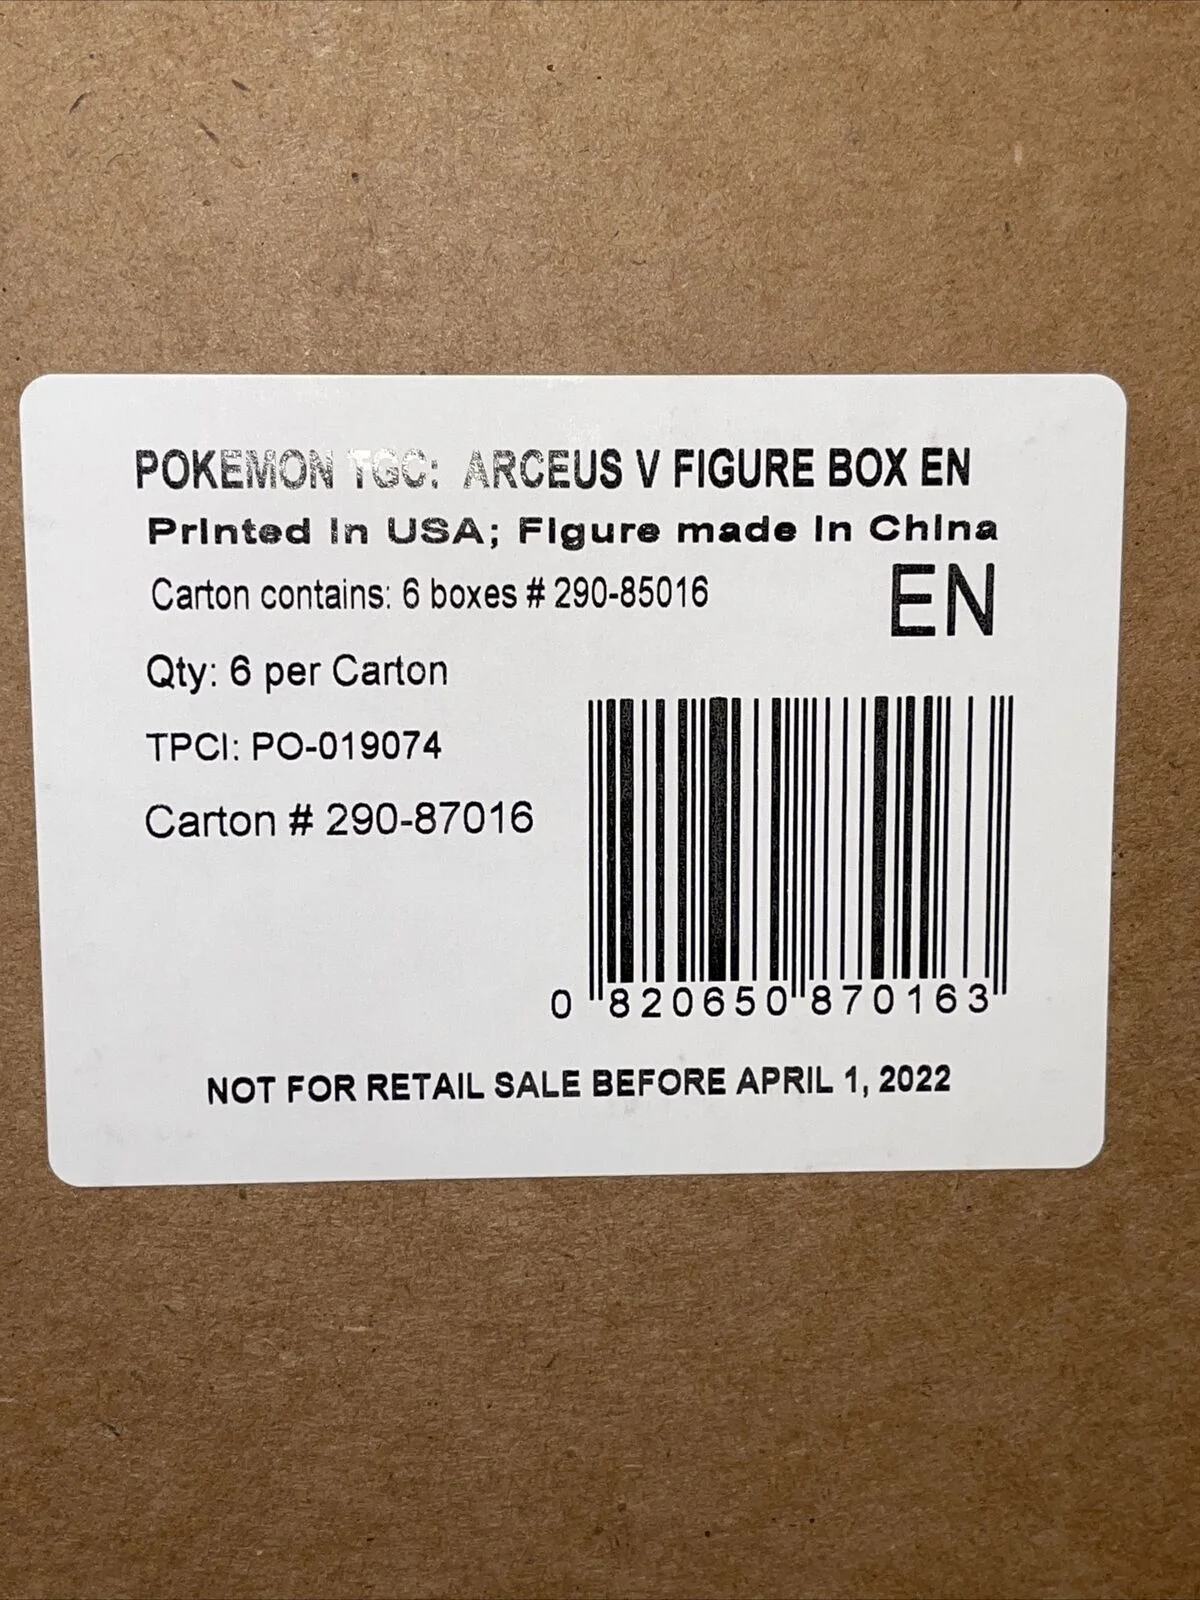 POKEMON TGC: ARCEUS V FIGURE BOX EN
Printed in USA; Figure made in China
Carton contains: 6 boxes # 290-85016
EN
Qty: 6 per Carton
TPCI: PO-019074
Carton # 290-87016
0 820650 870163
NOT FOR RETAIL SALE BEFORE APRIL 1, 2022